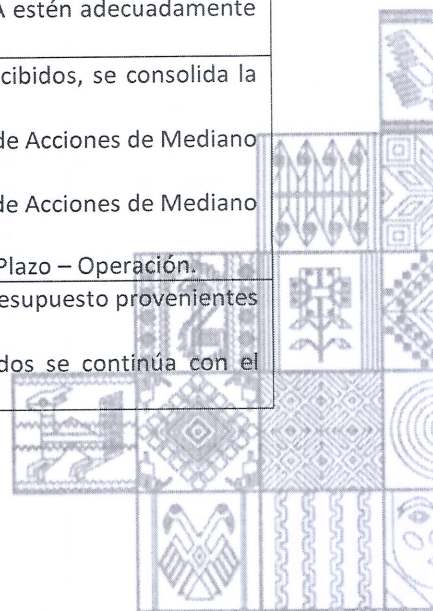 A estén adecuadamente
cibidos, se consolida la
de Acciones de Mediano
de Acciones de Mediano
Plazo – Operación.
esupuesto provenientes
dos se continúa con el